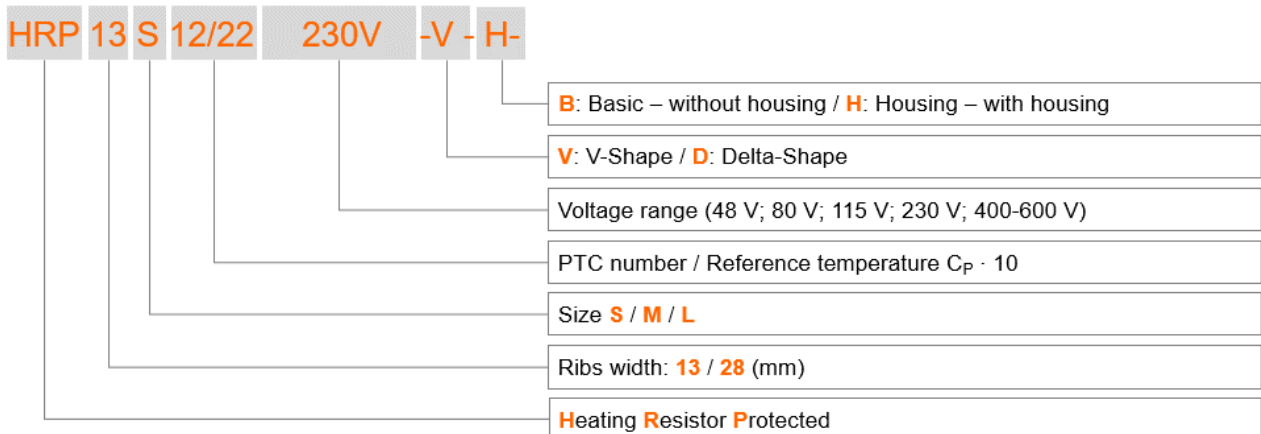 HRP 13 S 12/22 230V -V - H-
B: Basic – without housing / H: Housing – with housing
V: V-Shape / D: Delta-Shape
Voltage range (48 V; 80 V; 115 V; 230 V; 400-600 V)
PTC number / Reference temperature CP · 10
Size S / M / L
Ribs width: 13 / 28 (mm)
Heating Resistor Protected